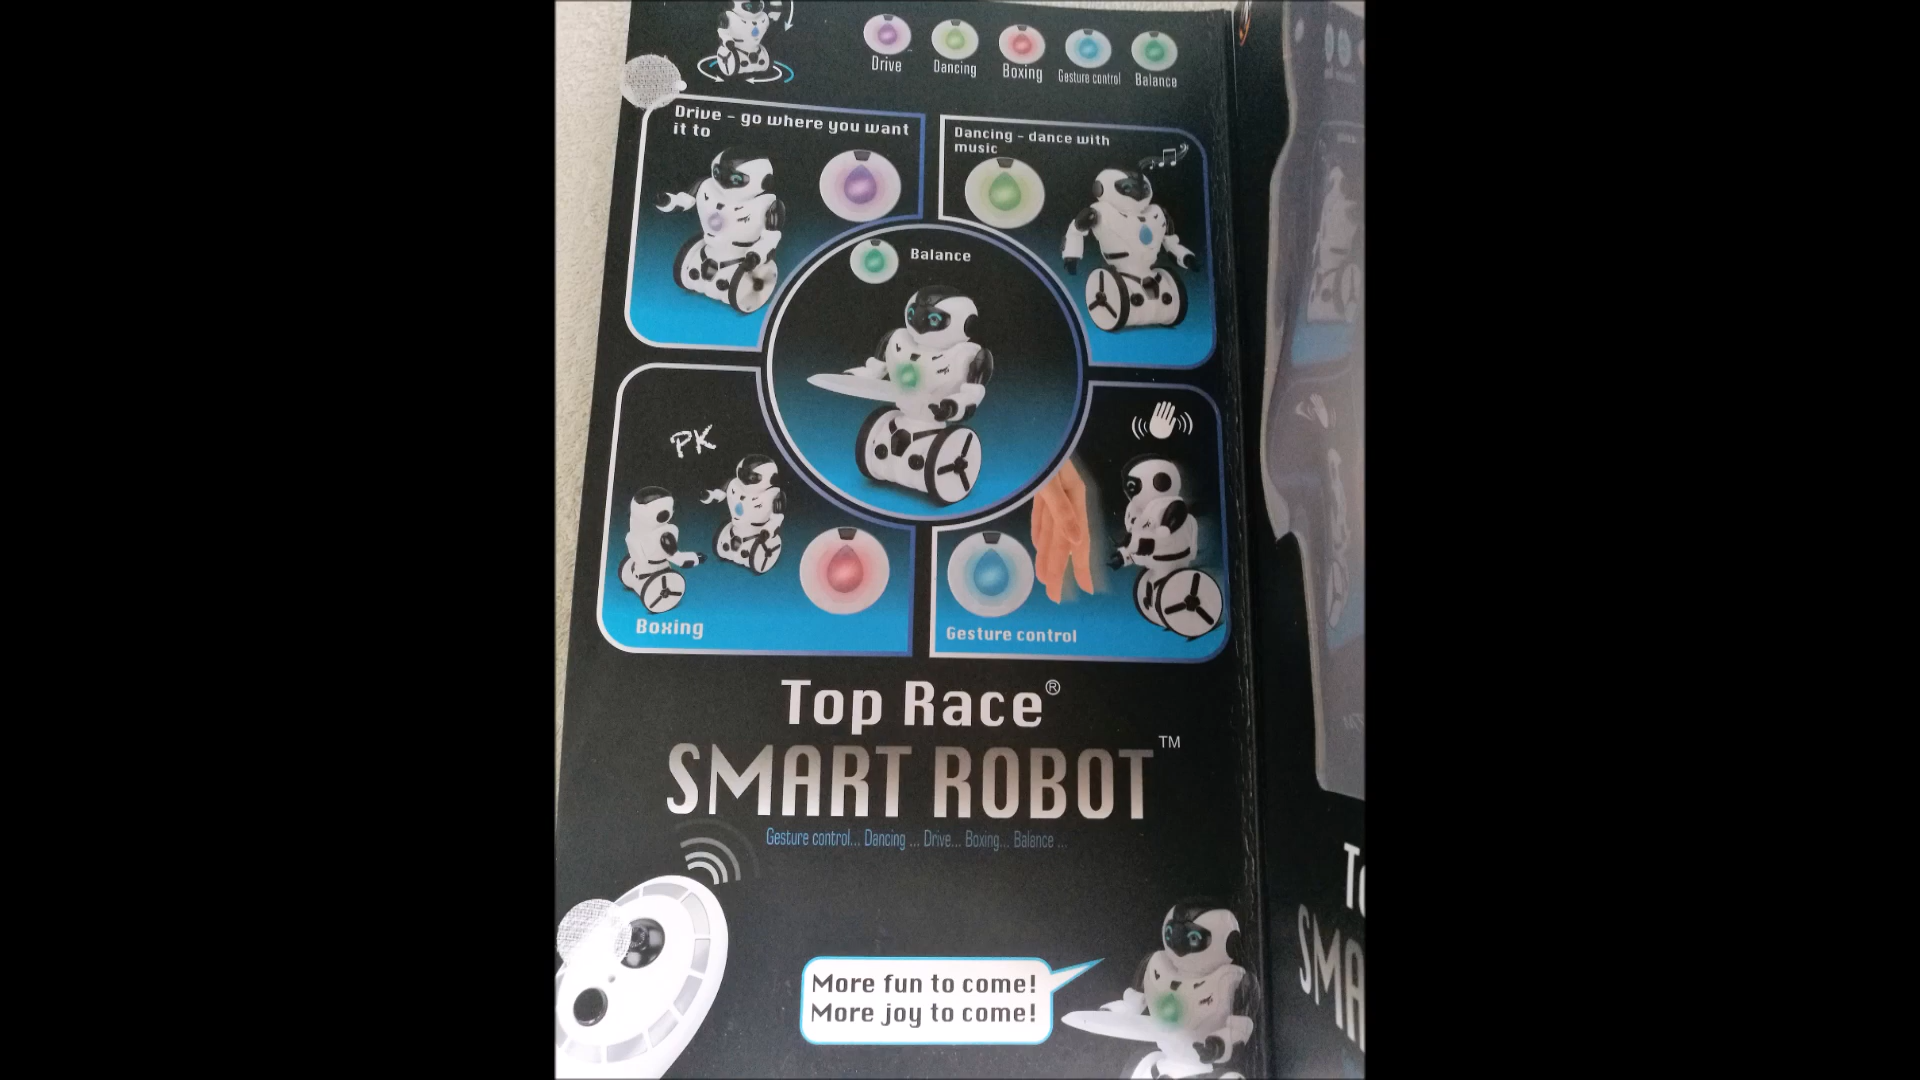 Drive
Dancing
Boxing
Gesture control
Balance
Drive - go where you want
it to
Dancing - dance with
music
Balance
PK
Boxing
Gesture control
Top Race®
SMART ROBOT™
Gesture control... Dancing ... Drive... Boxing... Balance ...
More fun to come!
More joy to come!
T
SMA